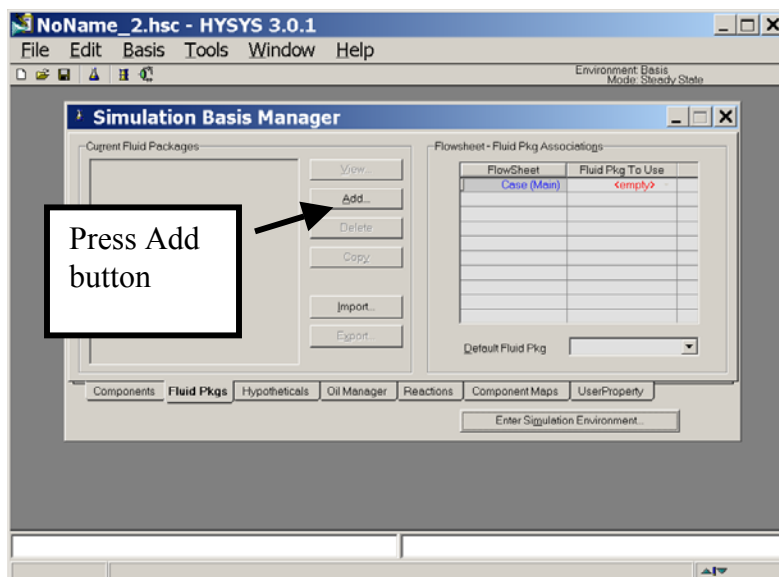 NoName_2.hsc - HYSYS 3.0.1
File Edit Basis Tools Window Help
Environment: Basis
Mode: Steady State
Simulation Basis Manager
Current Fluid Packages
Flowsheet - Fluid Pkg Associations
View...
FlowSheet Fluid Pkg To Use
Case (Main) <empty>
Add...
Press Add
button
Delete
Copy
Import...
Export...
Default Fluid Pkg
Components Fluid Pkgs Hypotheticals Oil Manager Reactions Component Maps UserProperty
Enter Simulation Environment...